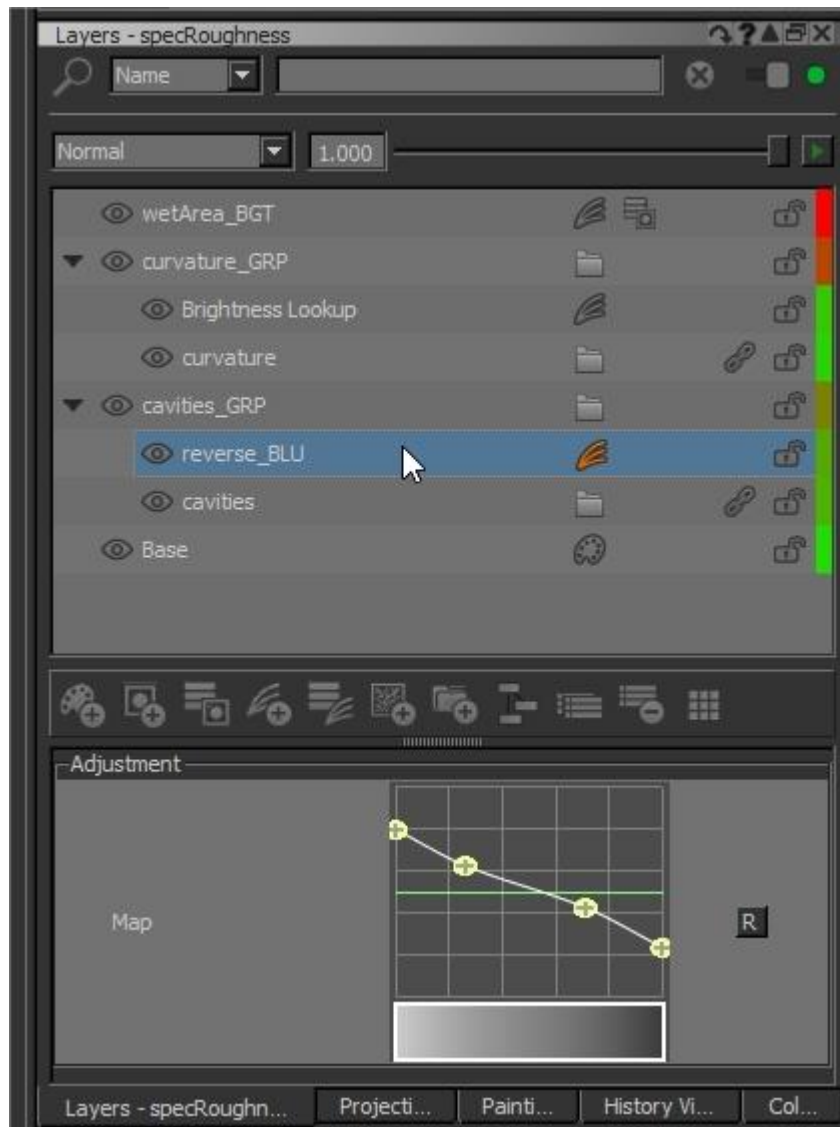 Layers - specRoughness
Name
Normal 1.000
wetArea_BGT
curvature_GRP
Brightness Lookup
curvature
cavities_GRP
reverse_BLU
cavities
Base
Adjustment
Map R
Layers - specRoughn... Projecti... Painti... History Vi... Col...